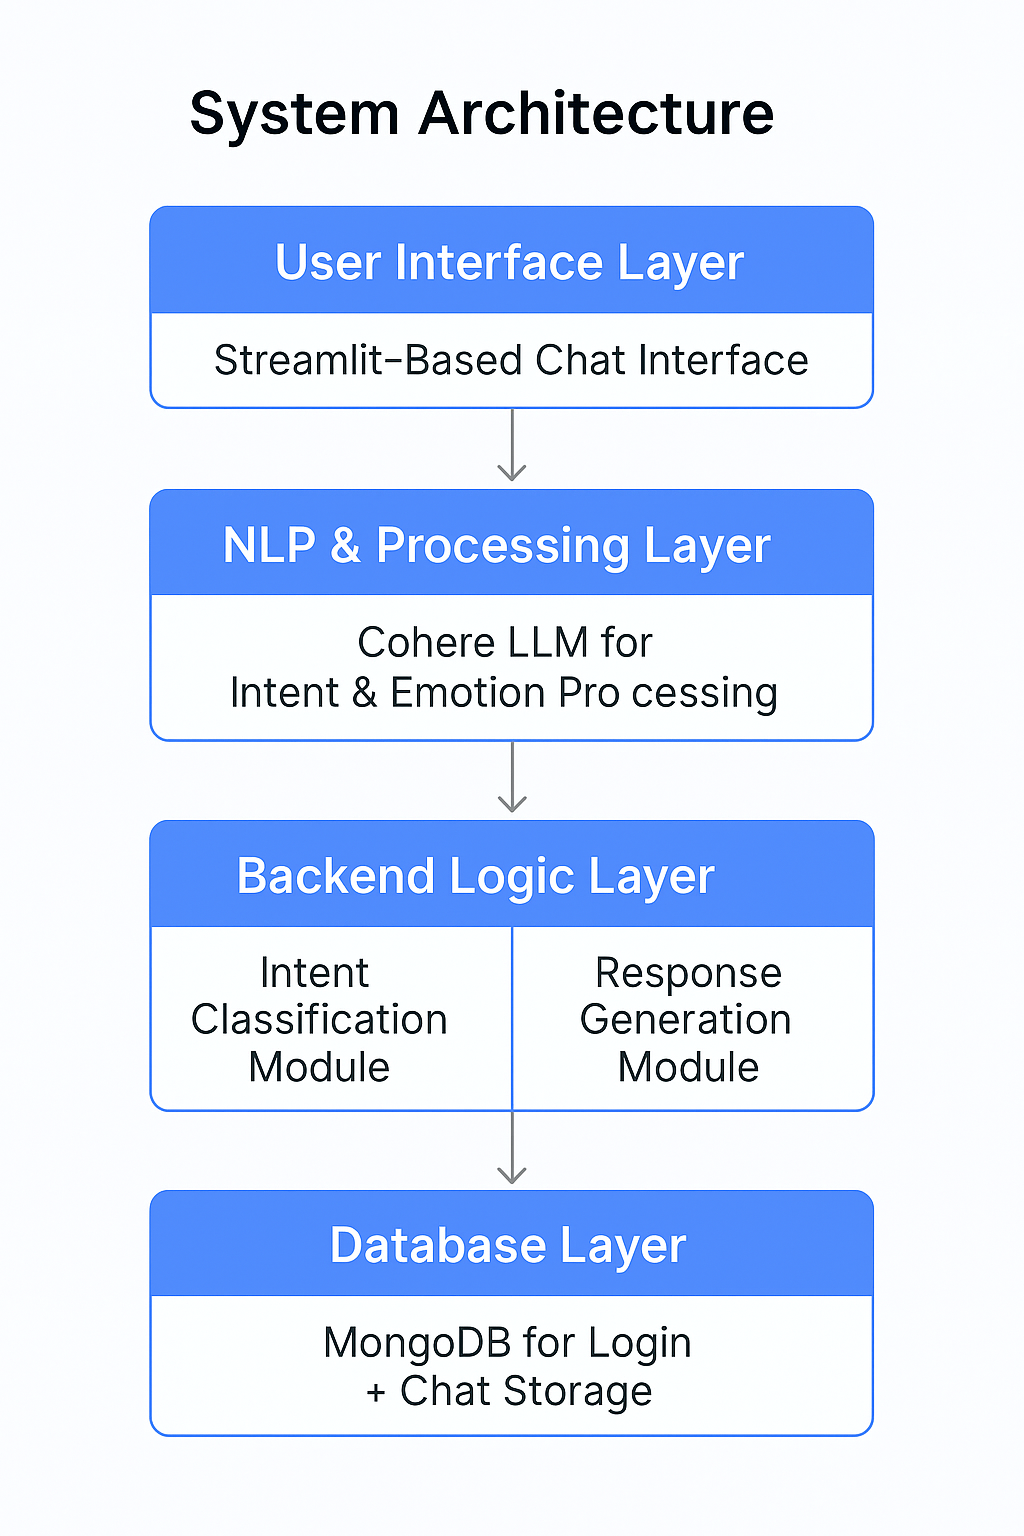 System Architecture
User Interface Layer
Streamlit-Based Chat Interface
NLP & Processing Layer
Cohere LLM for
Intent & Emotion Pro cessing
Backend Logic Layer
Intent
Classification
Module
Response
Generation
Module
Database Layer
MongoDB for Login
+ Chat Storage